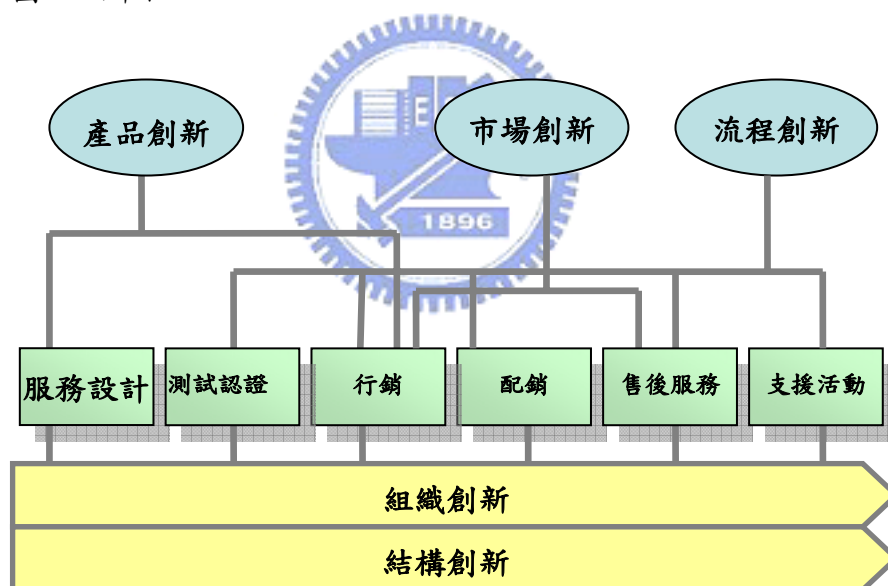 產品創新
市場創新
流程創新
1896
服務設計
測試認證
行銷
配銷
售後服務
支援活動
組織創新
結構創新